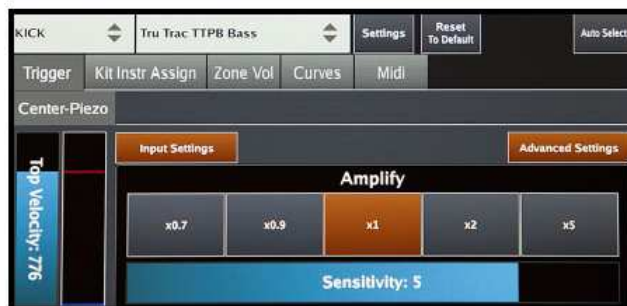 KICK
Tru Trac TTPB Bass
Settings
Reset
To Default
Auto Select
Trigger
Kit Instr Assign
Zone Vol
Curves
Midi
Center-Piezo
Input Settings
Advanced Settings
Top Velocity: 776
Amplify
x0.7
x0.9
x1
x2
x5
Sensitivity: 5